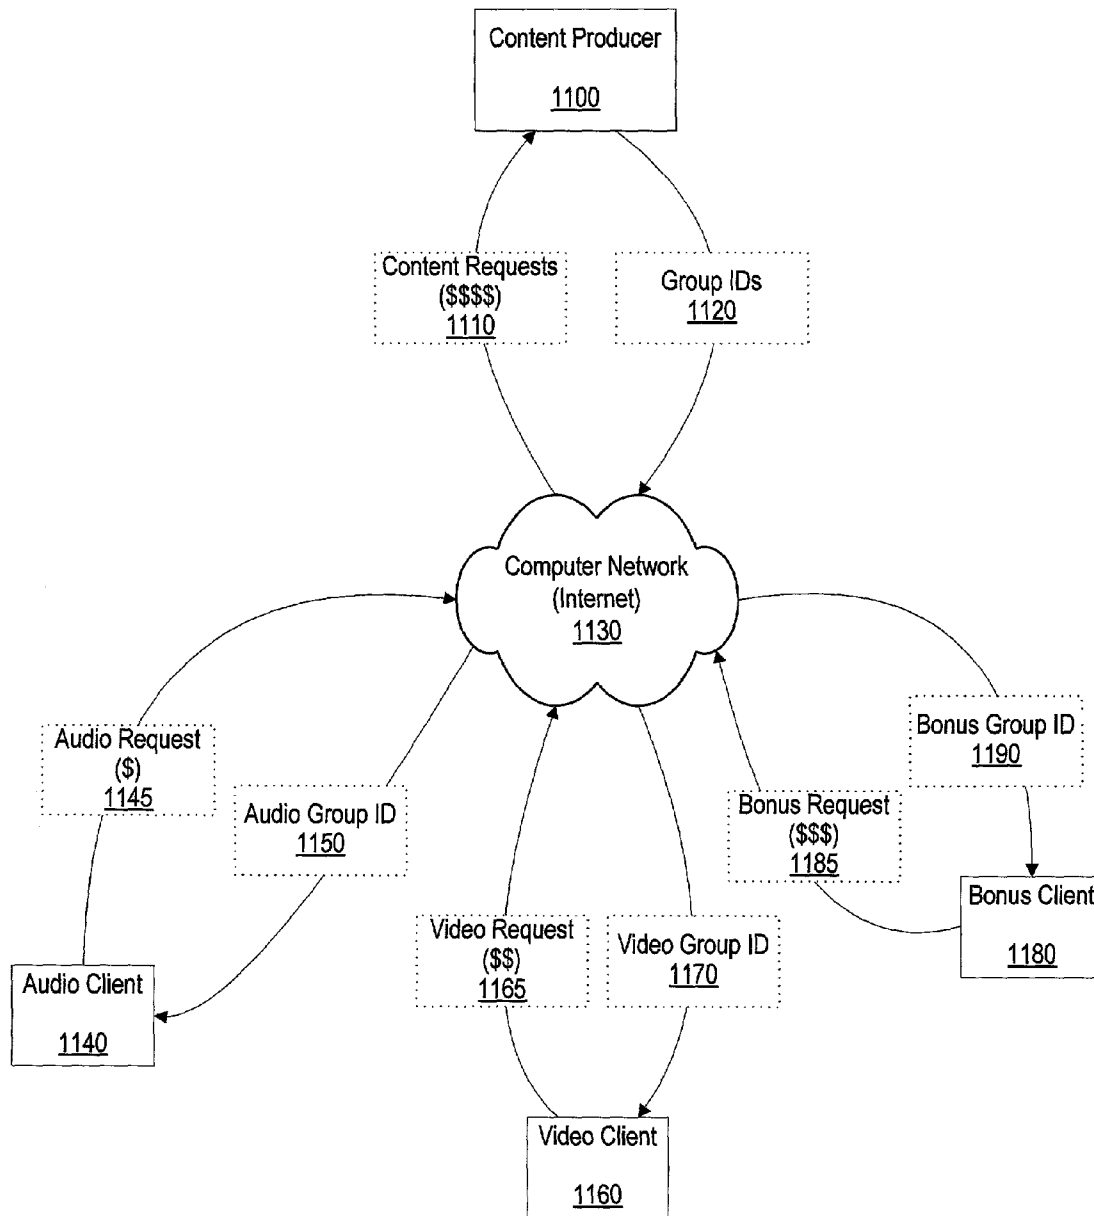 Content Producer
1100
Content Requests
($$$$)
1110
Group IDs
1120
Computer Network
(Internet)
1130
Audio Request
($)
1145
Audio Group ID
1150
Video Request
($$)
1165
Video Group ID
1170
Bonus Request
($$$)
1185
Bonus Group ID
1190
Audio Client
1140
Video Client
1160
Bonus Client
1180